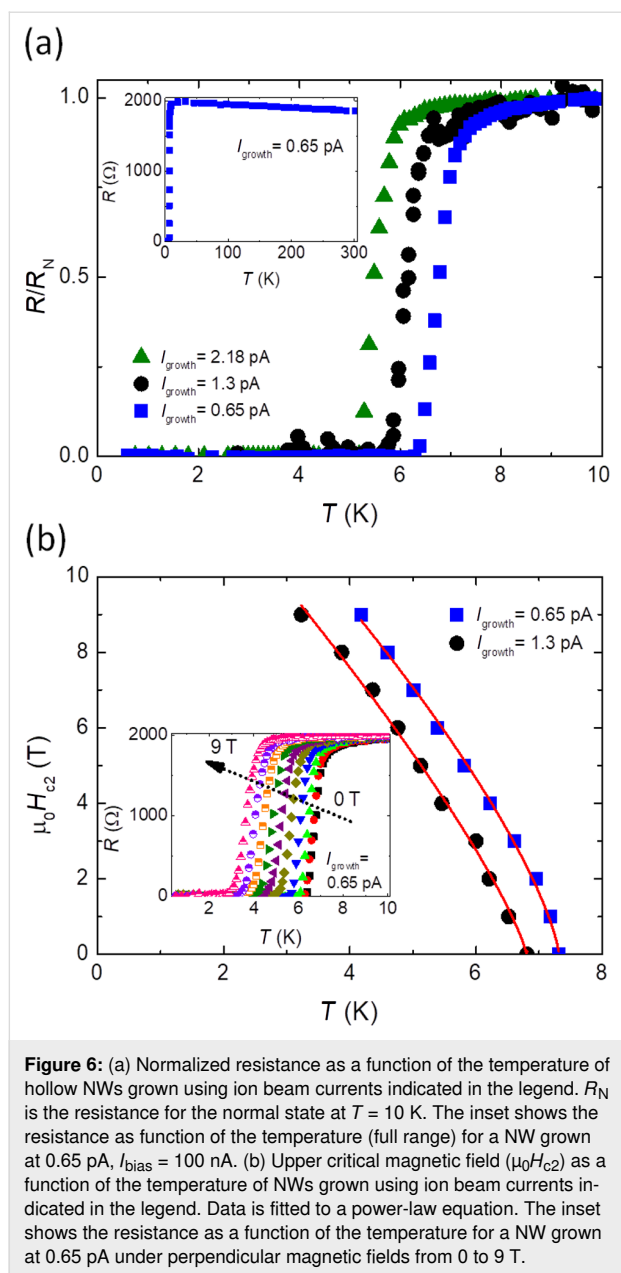 (a)
1.0
0.5
0.0
R/R_N
2000
1000
0
R (Ω)
I_growth = 0.65 pA
0 100 200 300
T (K)
I_growth = 2.18 pA
I_growth = 1.3 pA
I_growth = 0.65 pA
0 2 4 6 8 10
T (K)
(b)
10
8
6
4
2
0
μ₀H_c2 (T)
I_growth = 0.65 pA
I_growth = 1.3 pA
2000
1000
0
R (Ω)
9 T
0 T
I_growth =
0.65 pA
2 4 6 8 10
T (K)
0 2 4 6 8
T (K)
Figure 6: (a) Normalized resistance as a function of the temperature of
hollow NWs grown using ion beam currents indicated in the legend. R_N
is the resistance for the normal state at T = 10 K. The inset shows the
resistance as function of the temperature (full range) for a NW grown
at 0.65 pA, I_bias = 100 nA. (b) Upper critical magnetic field (μ₀H_c2) as a
function of the temperature of NWs grown using ion beam currents in-
dicated in the legend. Data is fitted to a power-law equation. The inset
shows the resistance as a function of the temperature for a NW grown
at 0.65 pA under perpendicular magnetic fields from 0 to 9 T.